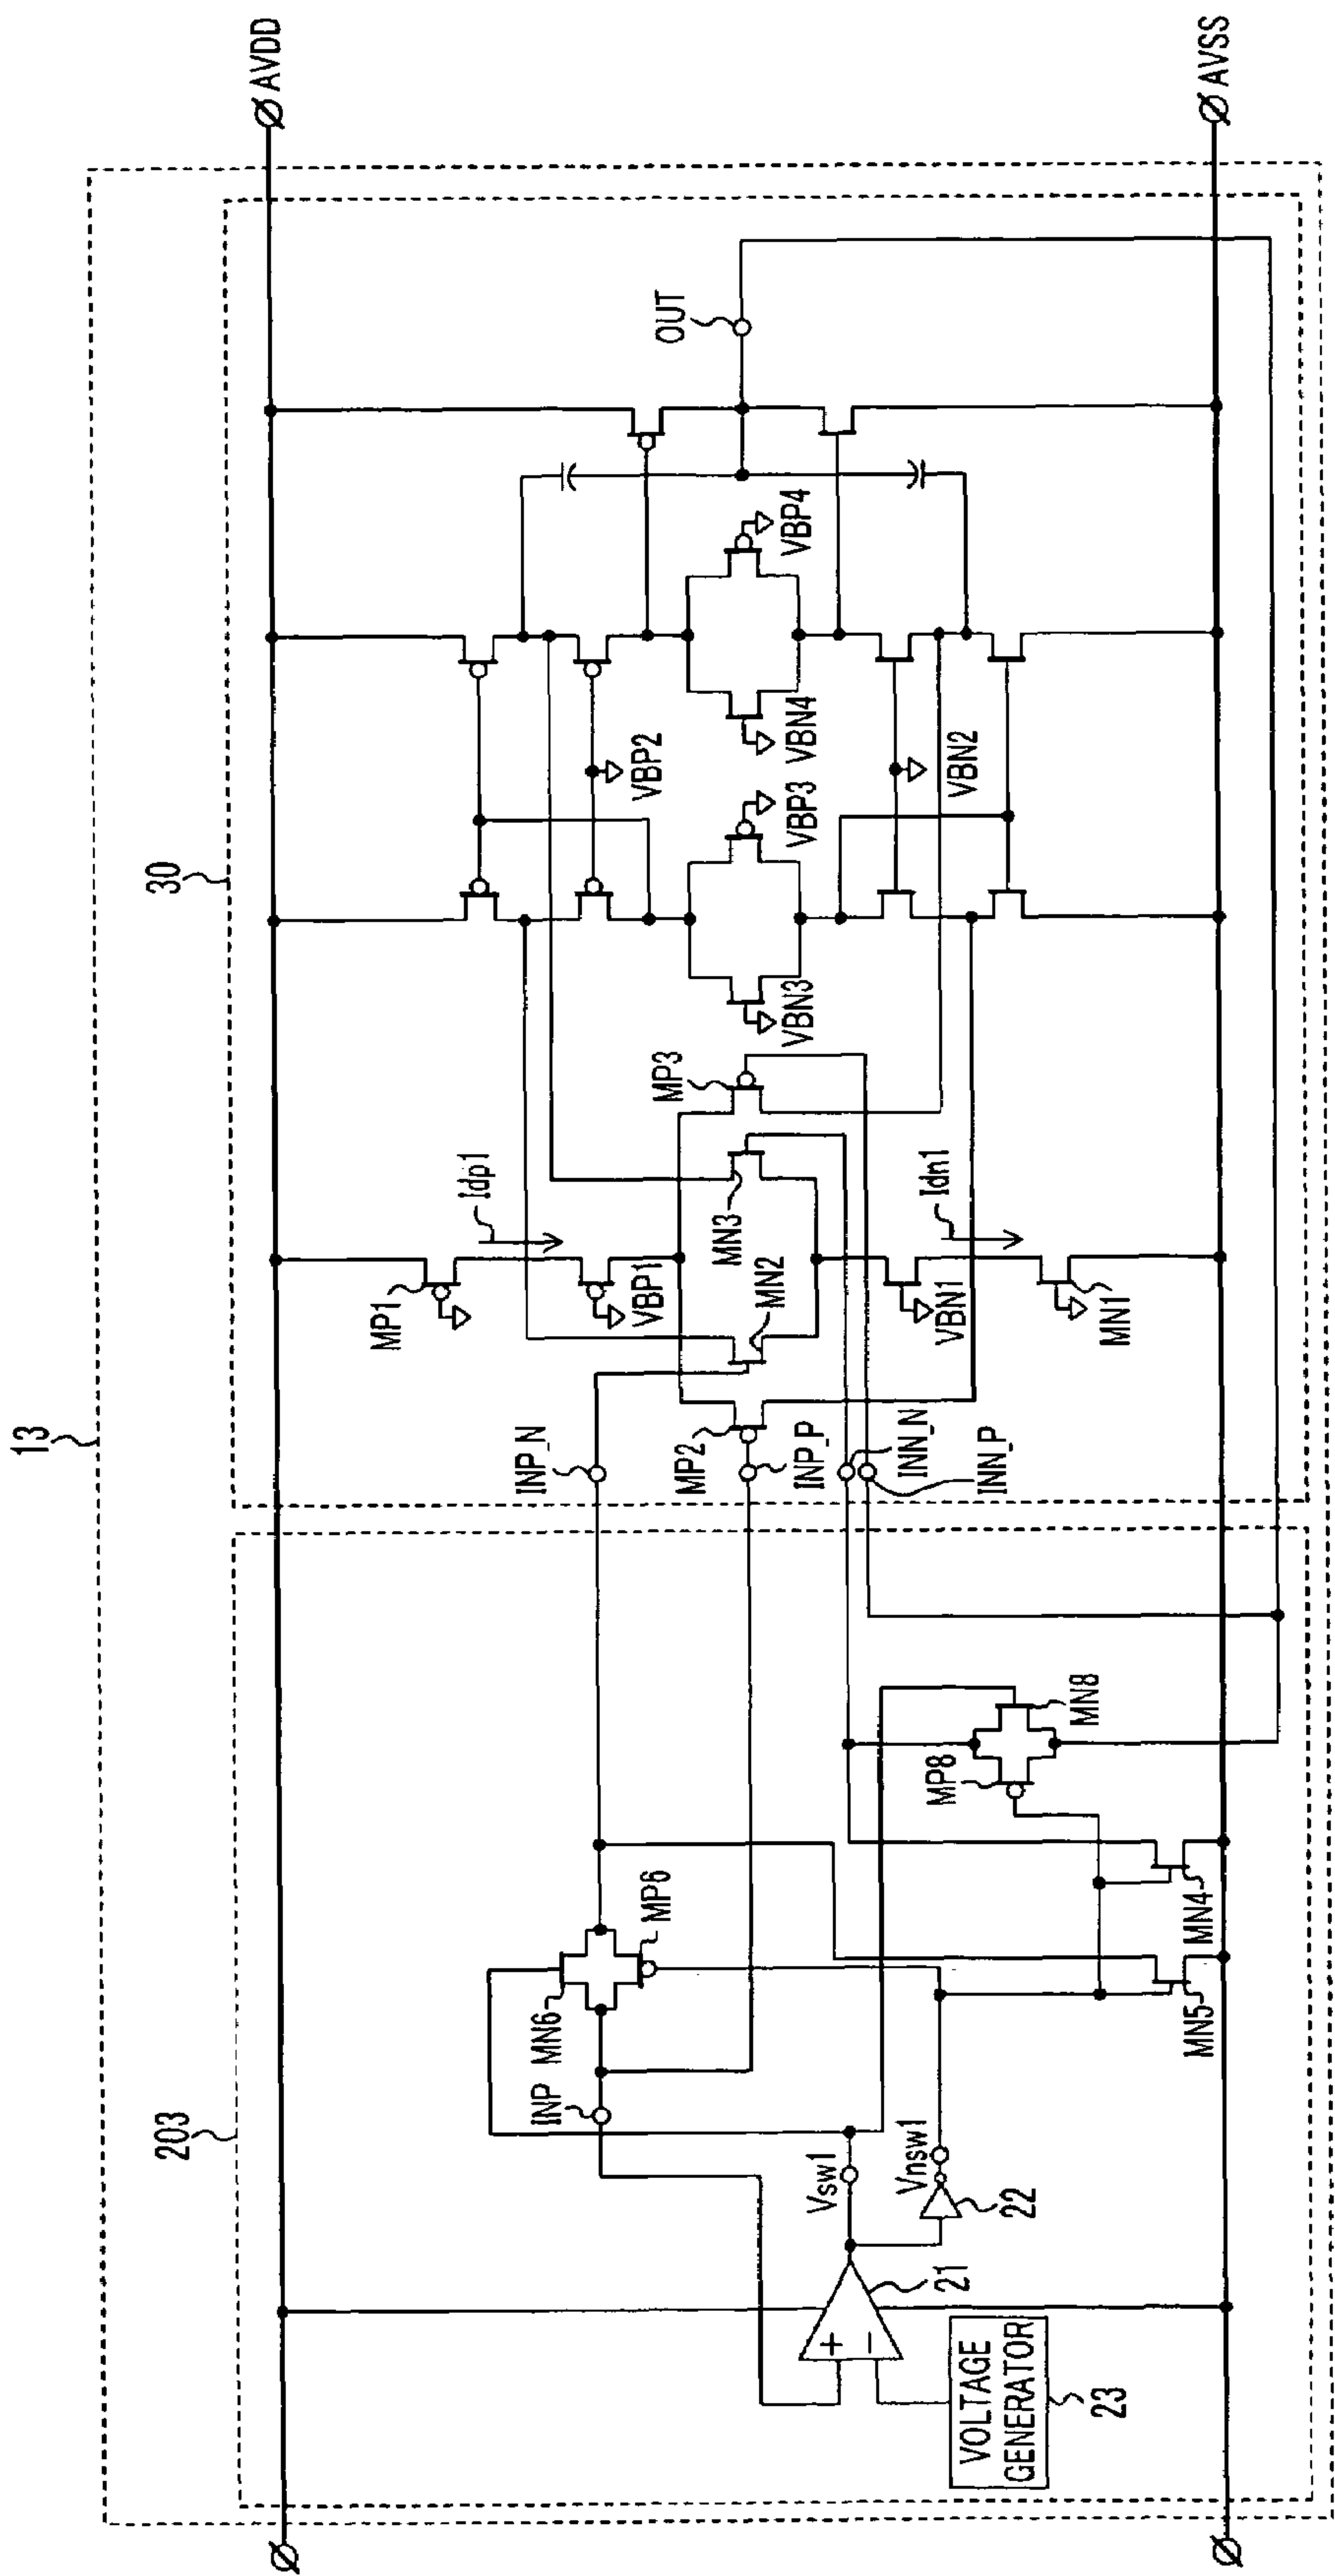 13
30
203
AVDD
AVSS
MP1
Idp1
VBP1
VBP2
OUT
INP_N
MN2
MN3
MP3
VBN3
VBP3
VBN4
VBP4
MP2
INP_P
INN_N
INN_P
VBN1
Idn1
MN1
VBN2
INP
MN6
MP6
Vsw1
Vnsw1
21
22
+
−
VOLTAGE
GENERATOR
23
MP8
MN8
MN5
MN4